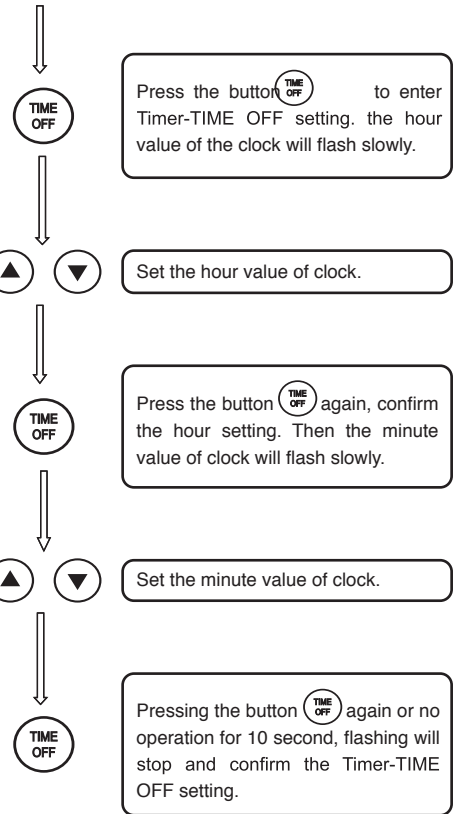 TIME
OFF
Press the button TIME OFF to enter
Timer-TIME OFF setting. the hour
value of the clock will flash slowly.
▲ ▼
Set the hour value of clock.
TIME
OFF
Press the button TIME OFF again, confirm
the hour setting. Then the minute
value of clock will flash slowly.
▲ ▼
Set the minute value of clock.
TIME
OFF
Pressing the button TIME OFF again or no
operation for 10 second, flashing will
stop and confirm the Timer-TIME
OFF setting.